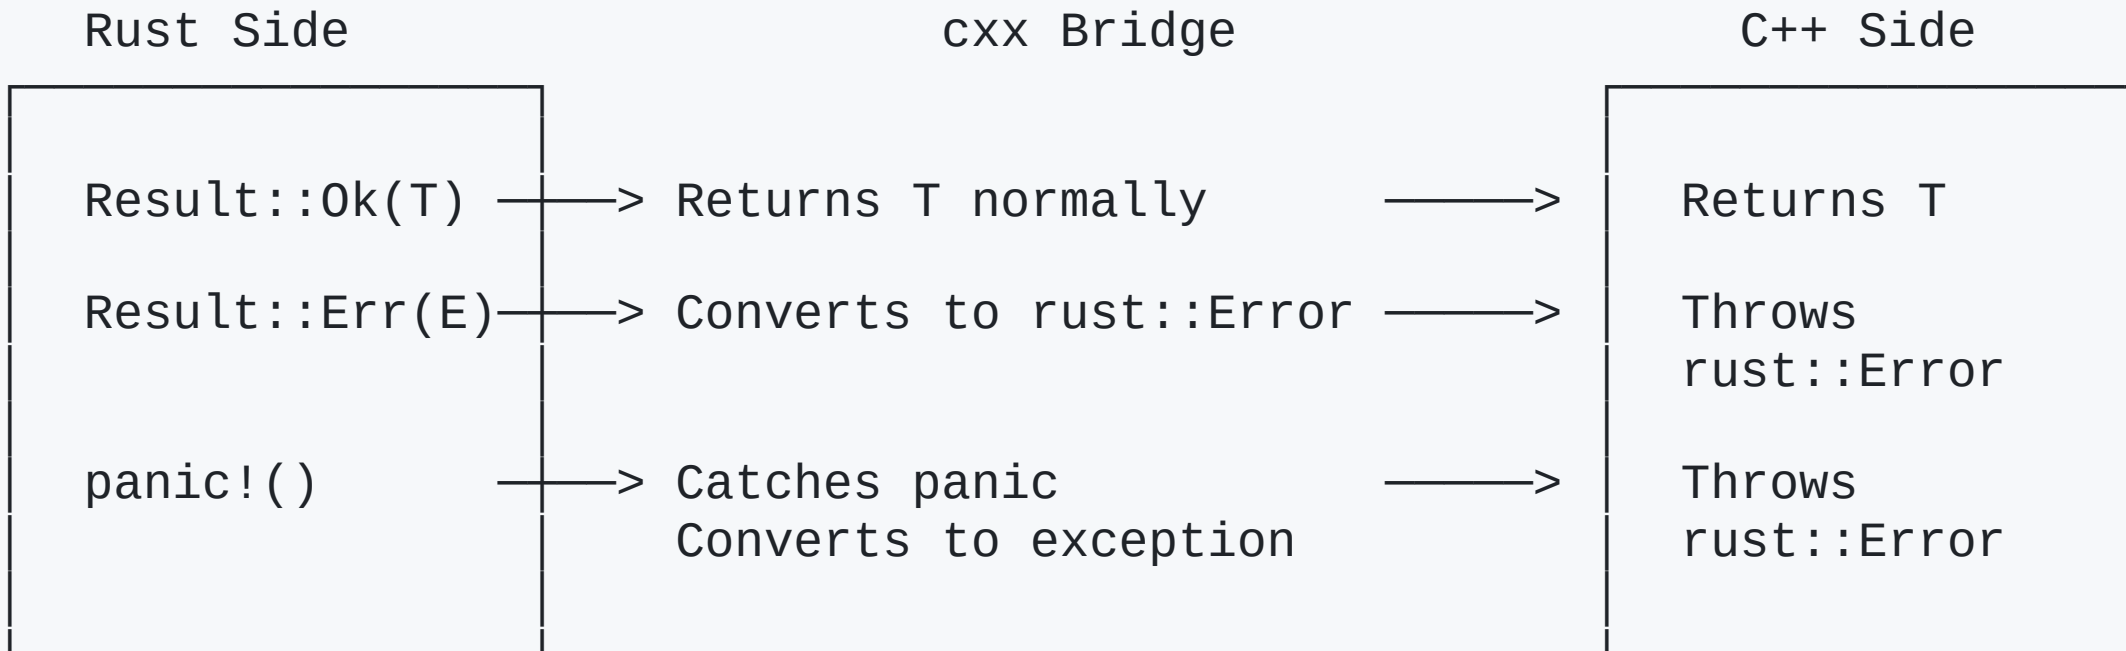 Rust Side cxx Bridge C++ Side
Result::Ok(T) ────> Returns T normally ─────> Returns T
Result::Err(E)────> Converts to rust::Error ─────> Throws
rust::Error
panic!() ────> Catches panic ─────> Throws
Converts to exception rust::Error